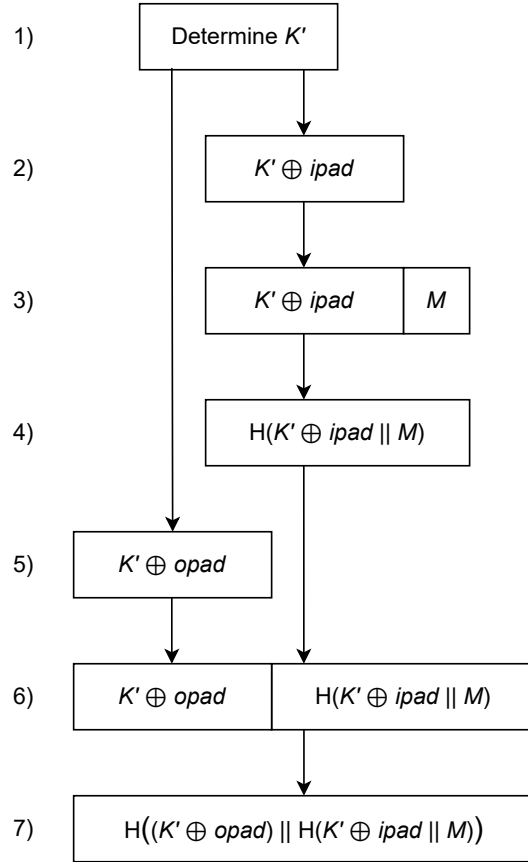 1) Determine K'
2) K' ⊕ ipad
3) K' ⊕ ipad M
4) H(K' ⊕ ipad || M)
5) K' ⊕ opad
6) K' ⊕ opad H(K' ⊕ ipad || M)
7) H((K' ⊕ opad) || H(K' ⊕ ipad || M))